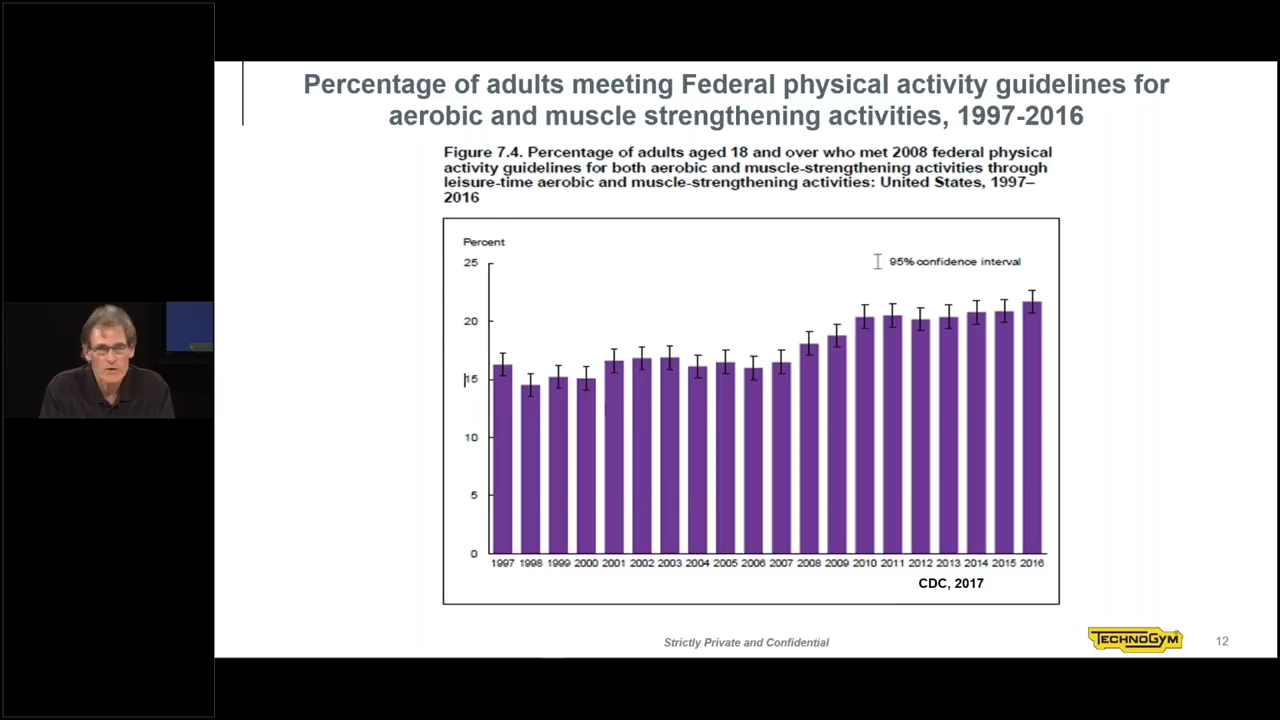 Percentage of adults meeting Federal physical activity guidelines for
aerobic and muscle strengthening activities, 1997-2016
Figure 7.4. Percentage of adults aged 18 and over who met 2008 federal physical
activity guidelines for both aerobic and muscle-strengthening activities through
leisure-time aerobic and muscle-strengthening activities: United States, 1997–
2016
Percent
95% confidence interval
25
20
15
10
5
0
1997 1998 1999 2000 2001 2002 2003 2004 2005 2006 2007 2008 2009 2010 2011 2012 2013 2014 2015 2016
CDC, 2017
Strictly Private and Confidential
TECHNOGYM
12